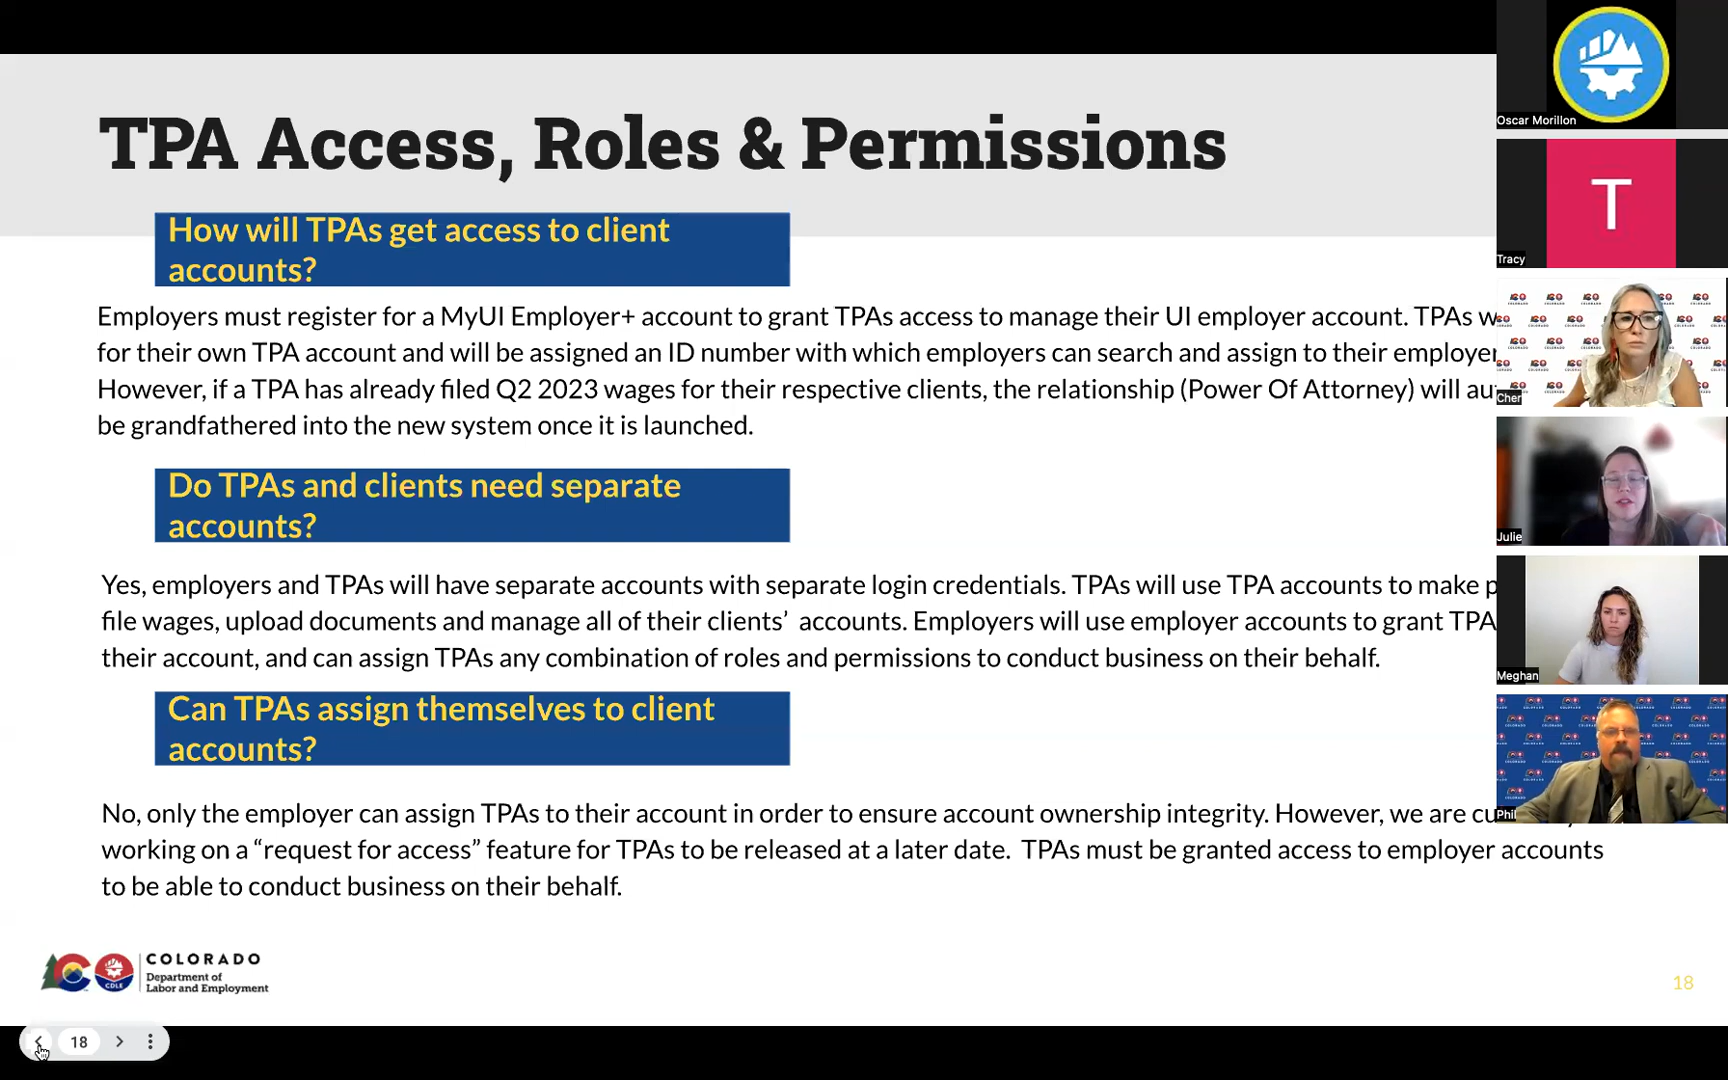 TPA Access, Roles & Permissions
How will TPAs get access to client
accounts?
Employers must register for a MyUI Employer+ account to grant TPAs access to manage their UI employer account. TPAs
for their own TPA account and will be assigned an ID number with which employers can search and assign to their
However, if a TPA has already filed Q2 2023 wages for their respective clients, the relationship (Power Of Attorney) will
be grandfathered into the new system once it is launched.
Do TPAs and clients need separate
accounts?
Yes, employers and TPAs will have separate accounts with separate login credentials. TPAs will use TPA accounts to make
file wages, upload documents and manage all of their clients’ accounts. Employers will use employer accounts to grant TPA
their account, and can assign TPAs any combination of roles and permissions to conduct business on their behalf.
Can TPAs assign themselves to client
accounts?
No, only the employer can assign TPAs to their account in order to ensure account ownership integrity. However, we are
working on a “request for access” feature for TPAs to be released at a later date. TPAs must be granted access to employer accounts
to be able to conduct business on their behalf.
COLORADO
Department of
Labor and Employment
CDLE
18
18
Oscar Morillon
T
Tracy
Cher
Julie
Meghan
Phil